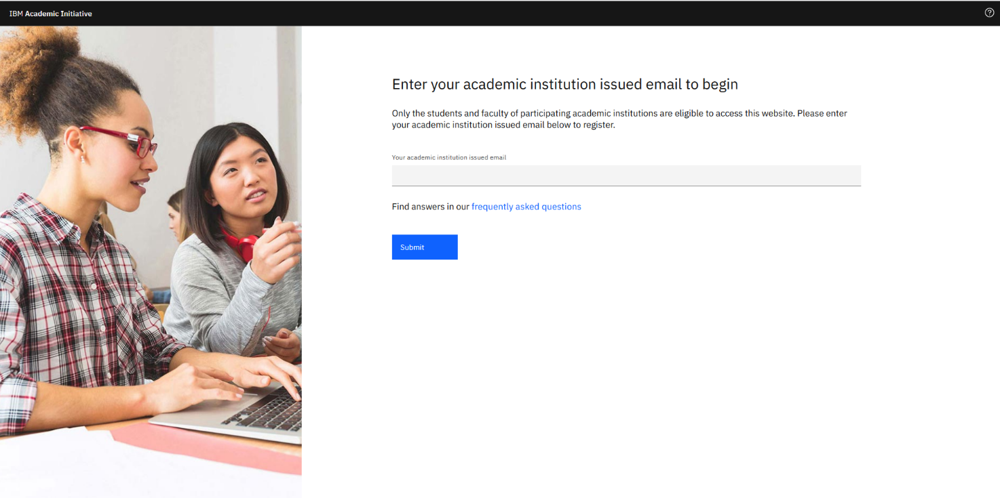 IBM Academic Initiative
Enter your academic institution issued email to begin
Only the students and faculty of participating academic institutions are eligible to access this website. Please enter
your academic institution issued email below to register.
Your academic institution issued email
Find answers in our frequently asked questions
Submit